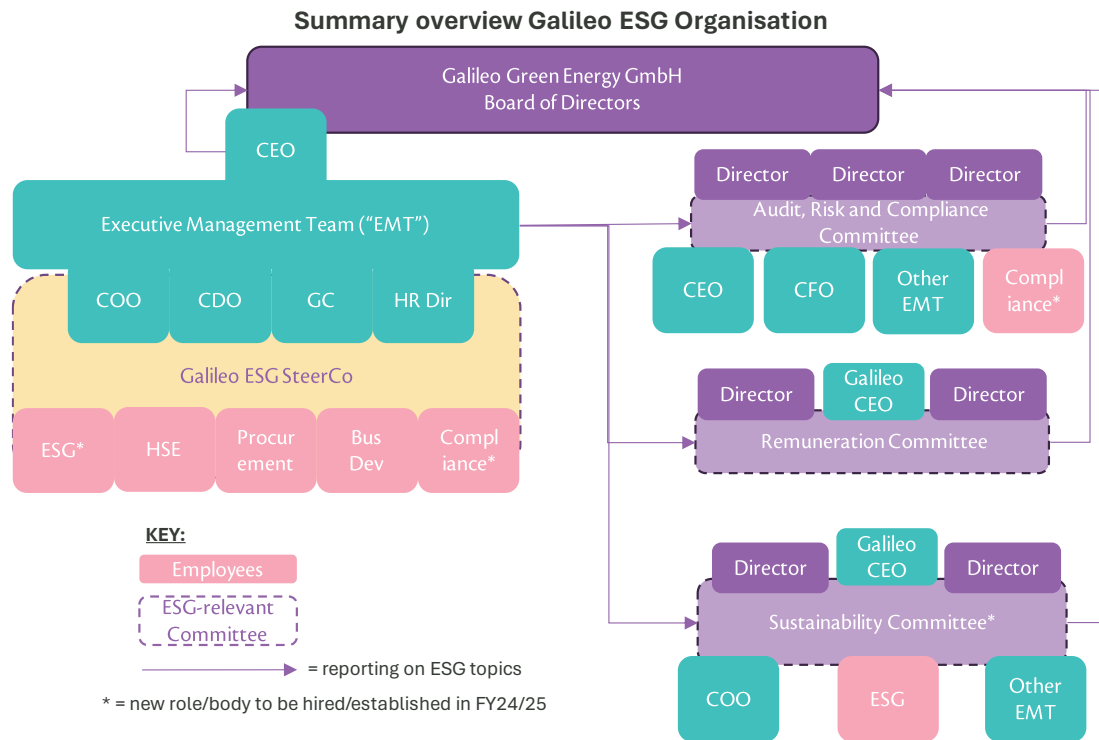 Summary overview Galileo ESG Organisation
Galileo Green Energy GmbH
Board of Directors
CEO
Executive Management Team (“EMT”)
COO
CDO
GC
HR Dir
Galileo ESG SteerCo
ESG*
HSE
Procur
ement
Bus
Dev
Compl
iance*
KEY:
Employees
ESG-relevant
Committee
= reporting on ESG topics
* = new role/body to be hired/established in FY24/25
Director
Director
Director
Audit, Risk and Compliance
Committee
CEO
CFO
Other
EMT
Compl
iance*
Director
Galileo
CEO
Director
Remuneration Committee
Director
Galileo
CEO
Director
Sustainability Committee*
COO
ESG
Other
EMT